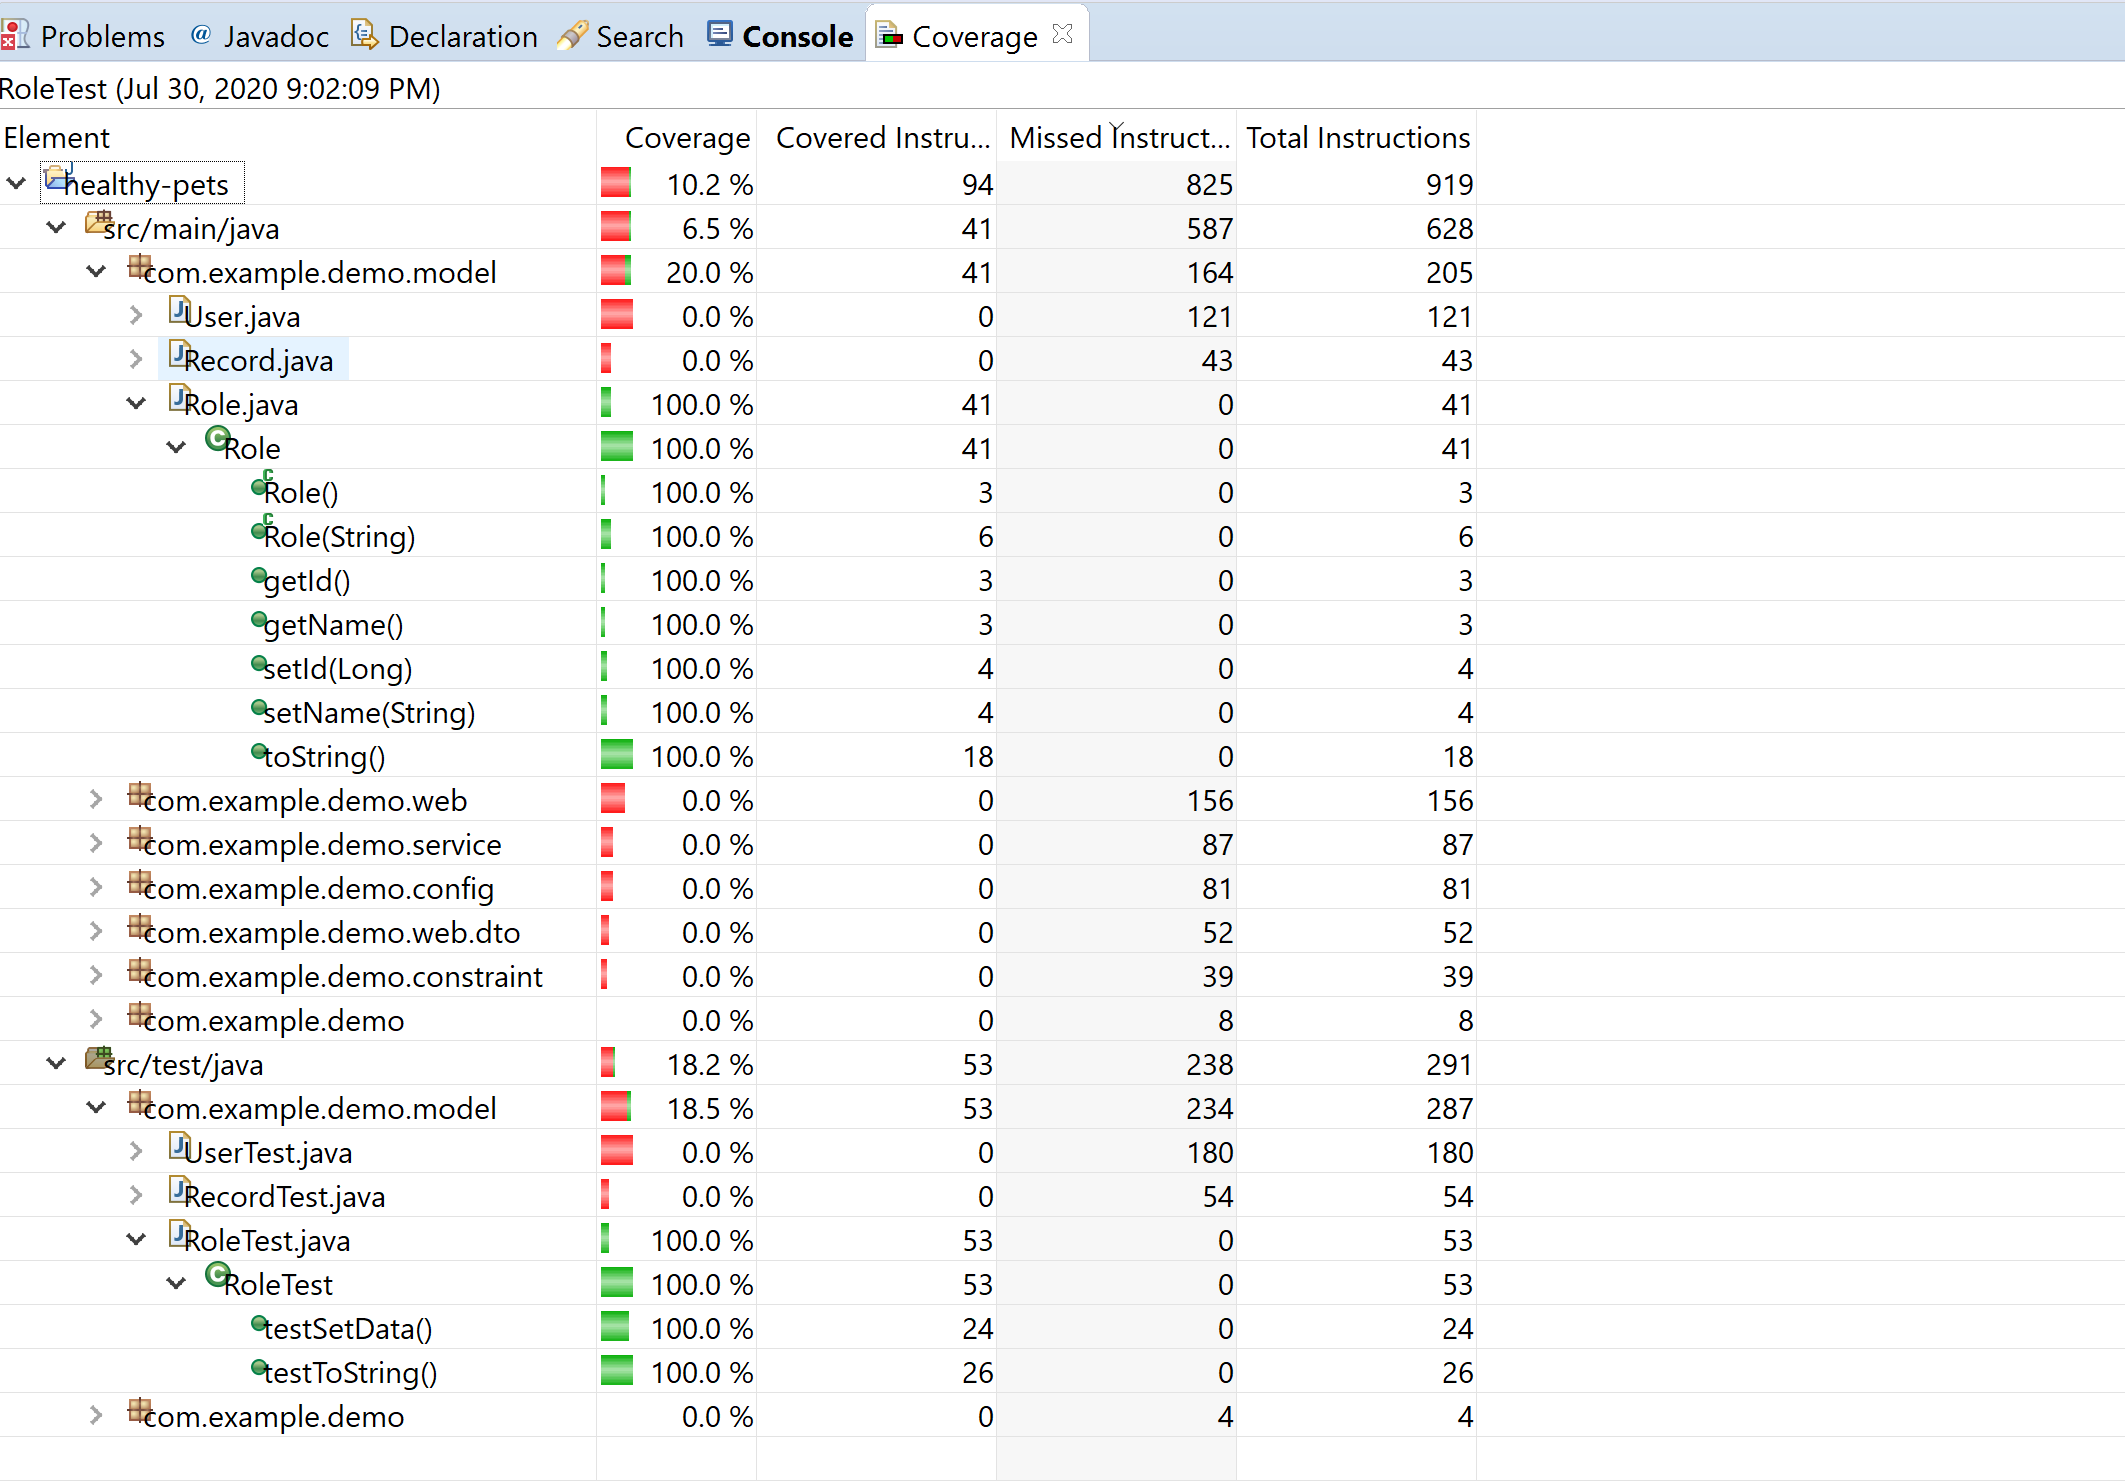 Problems @ Javadoc Declaration Search Console Coverage
RoleTest (Jul 30, 2020 9:02:09 PM)
Element Coverage Covered Instru... Missed Instruct... Total Instructions
healthy-pets 10.2 % 94 825 919
src/main/java 6.5 % 41 587 628
com.example.demo.model 20.0 % 41 164 205
User.java 0.0 % 0 121 121
Record.java 0.0 % 0 43 43
Role.java 100.0 % 41 0 41
Role 100.0 % 41 0 41
Role() 100.0 % 3 0 3
Role(String) 100.0 % 6 0 6
getId() 100.0 % 3 0 3
getName() 100.0 % 3 0 3
setId(Long) 100.0 % 4 0 4
setName(String) 100.0 % 4 0 4
toString() 100.0 % 18 0 18
com.example.demo.web 0.0 % 0 156 156
com.example.demo.service 0.0 % 0 87 87
com.example.demo.config 0.0 % 0 81 81
com.example.demo.web.dto 0.0 % 0 52 52
com.example.demo.constraint 0.0 % 0 39 39
com.example.demo 0.0 % 0 8 8
src/test/java 18.2 % 53 238 291
com.example.demo.model 18.5 % 53 234 287
UserTest.java 0.0 % 0 180 180
RecordTest.java 0.0 % 0 54 54
RoleTest.java 100.0 % 53 0 53
RoleTest 100.0 % 53 0 53
testSetData() 100.0 % 24 0 24
testToString() 100.0 % 26 0 26
com.example.demo 0.0 % 0 4 4